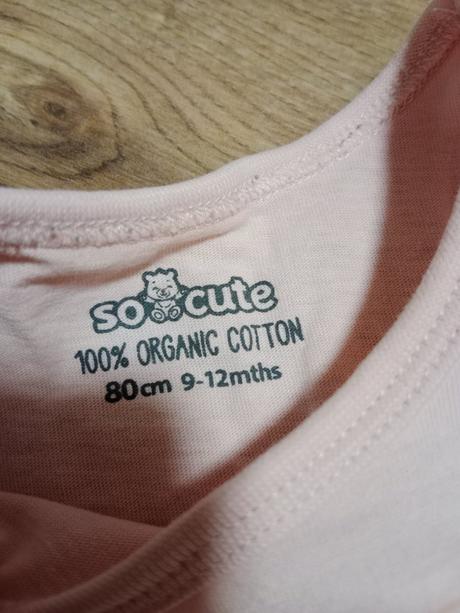 so cute
100% ORGANIC COTTON
80cm 9-12mths